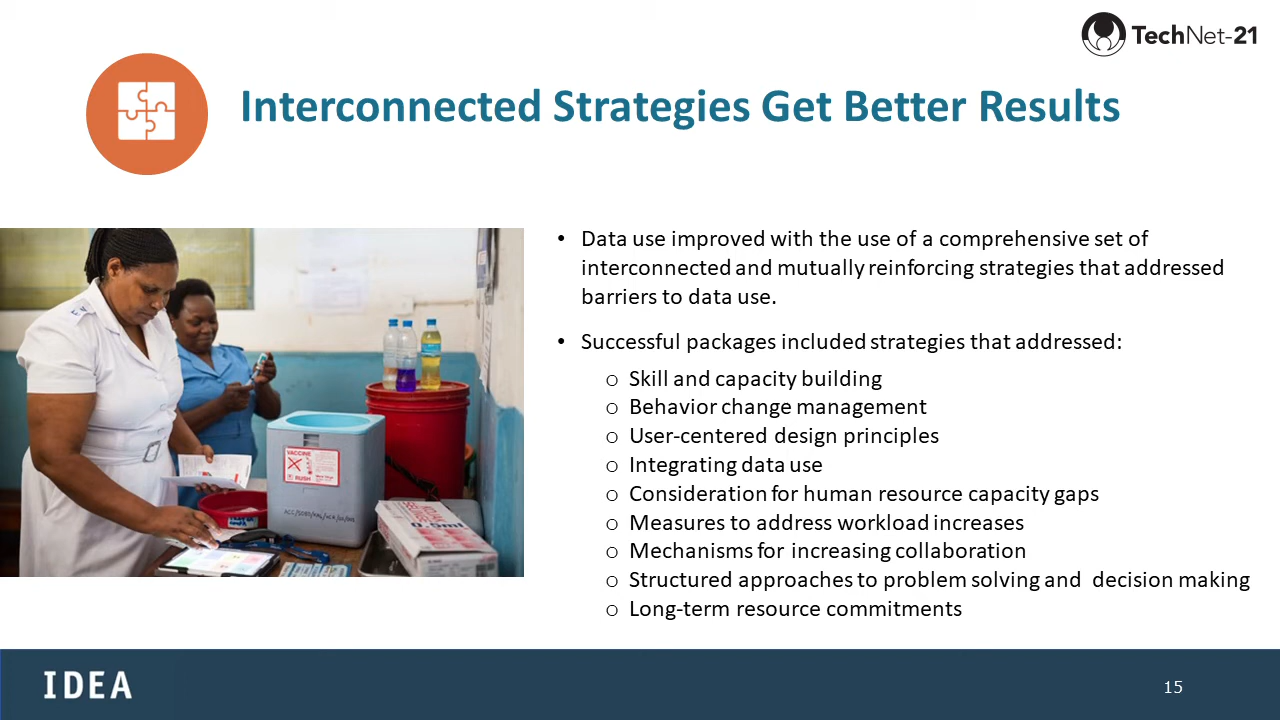 TechNet-21
Interconnected Strategies Get Better Results
• Data use improved with the use of a comprehensive set of
interconnected and mutually reinforcing strategies that addressed
barriers to data use.
• Successful packages included strategies that addressed:
o Skill and capacity building
o Behavior change management
o User-centered design principles
o Integrating data use
o Consideration for human resource capacity gaps
o Measures to address workload increases
o Mechanisms for increasing collaboration
o Structured approaches to problem solving and decision making
o Long-term resource commitments
VACCINE
RUSH
0.5ml
IDEA
15